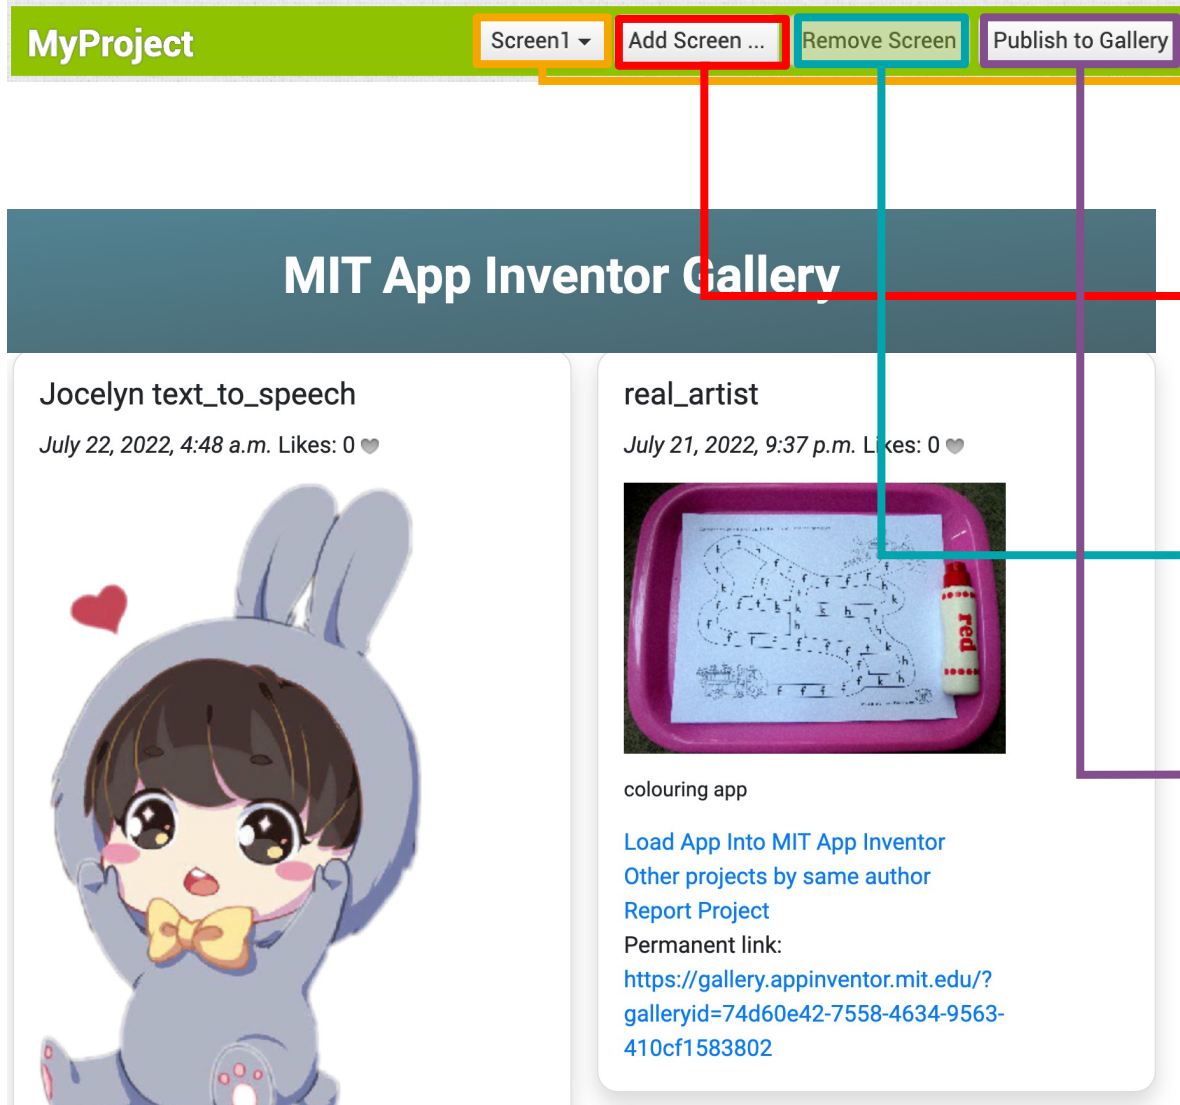 MyProject
Screen1 Add Screen ... Remove Screen Publish to Gallery
MIT App Inventor Gallery
Jocelyn text_to_speech
July 22, 2022, 4:48 a.m. Likes: 0
real_artist
July 21, 2022, 9:37 p.m. Likes: 0
red
colouring app
Load App Into MIT App Inventor
Other projects by same author
Report Project
Permanent link:
https://gallery.appinventor.mit.edu/?
galleryid=74d60e42-7558-4634-9563-
410cf1583802